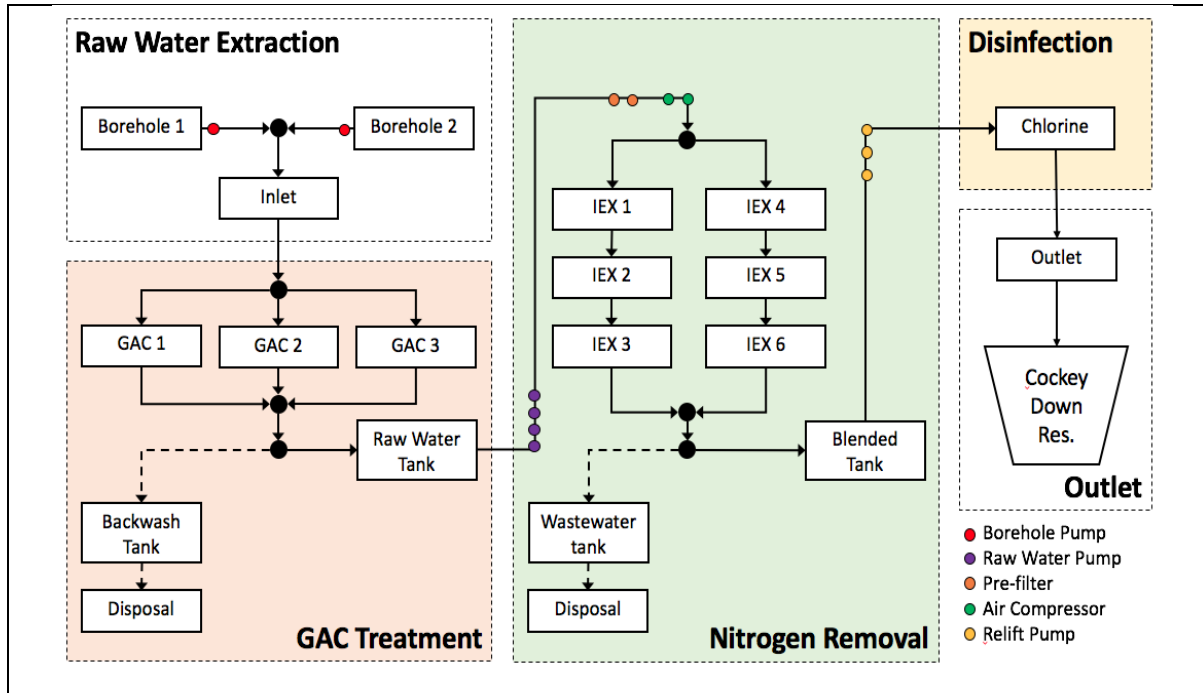 Raw Water Extraction
Borehole 1
Borehole 2
Inlet
GAC 1
GAC 2
GAC 3
Raw Water
Tank
Backwash
Tank
Disposal
GAC Treatment
IEX 1
IEX 4
IEX 2
IEX 5
IEX 3
IEX 6
Blended
Tank
Wastewater
tank
Disposal
Nitrogen Removal
Disinfection
Chlorine
Outlet
Cockey
Down
Res.
Outlet
Borehole Pump
Raw Water Pump
Pre-filter
Air Compressor
Relift Pump